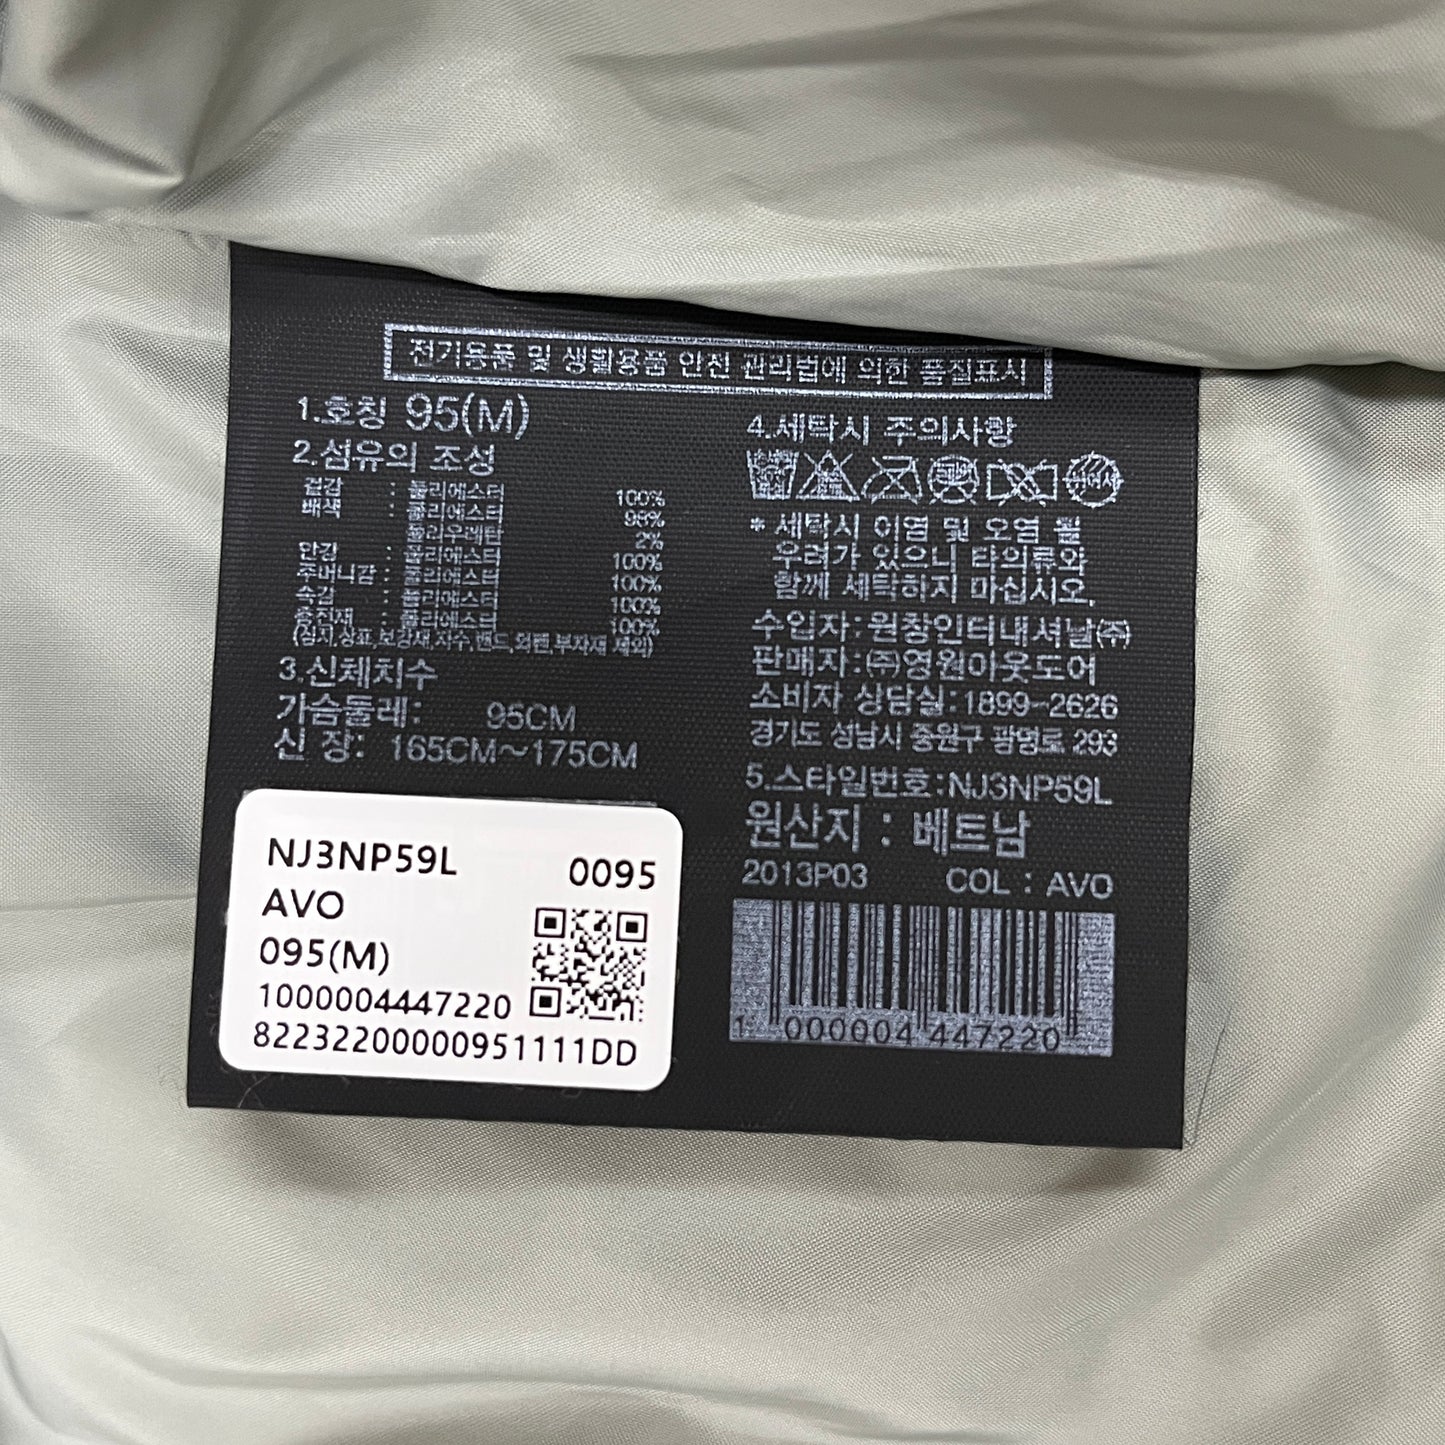 전기용품 및 생활용품 안전 관리법에 의한 품질표시
1.호칭 95(M)
2.섬유의 조성
겉감 : 폴리에스터 100%
배색 : 폴리에스터 98%
폴리우레탄 2%
안감 : 폴리에스터 100%
주머니감 : 폴리에스터 100%
속감 : 폴리에스터 100%
충전재 : 폴리에스터 100%
(심지,상표,보강재,자수,밴드,외편,부자재 제외)
3.신체치수
가슴둘레: 95CM
신 장: 165CM~175CM
4.세탁시 주의사항
* 세탁시 이염 및 오염 될
우려가 있으니 타의류와
함께 세탁하지 마십시오.
수입자:원창인터내셔날(주)
판매자:(주)영원아웃도어
소비자 상담실:1899-2626
경기도 성남시 중원구 광명로 293
5.스타일번호:NJ3NP59L
원산지 : 베트남
2013P03 COL : AVO
1 000004 447220
NJ3NP59L 0095
AVO
095(M)
1000004447220
82232200000951111DD